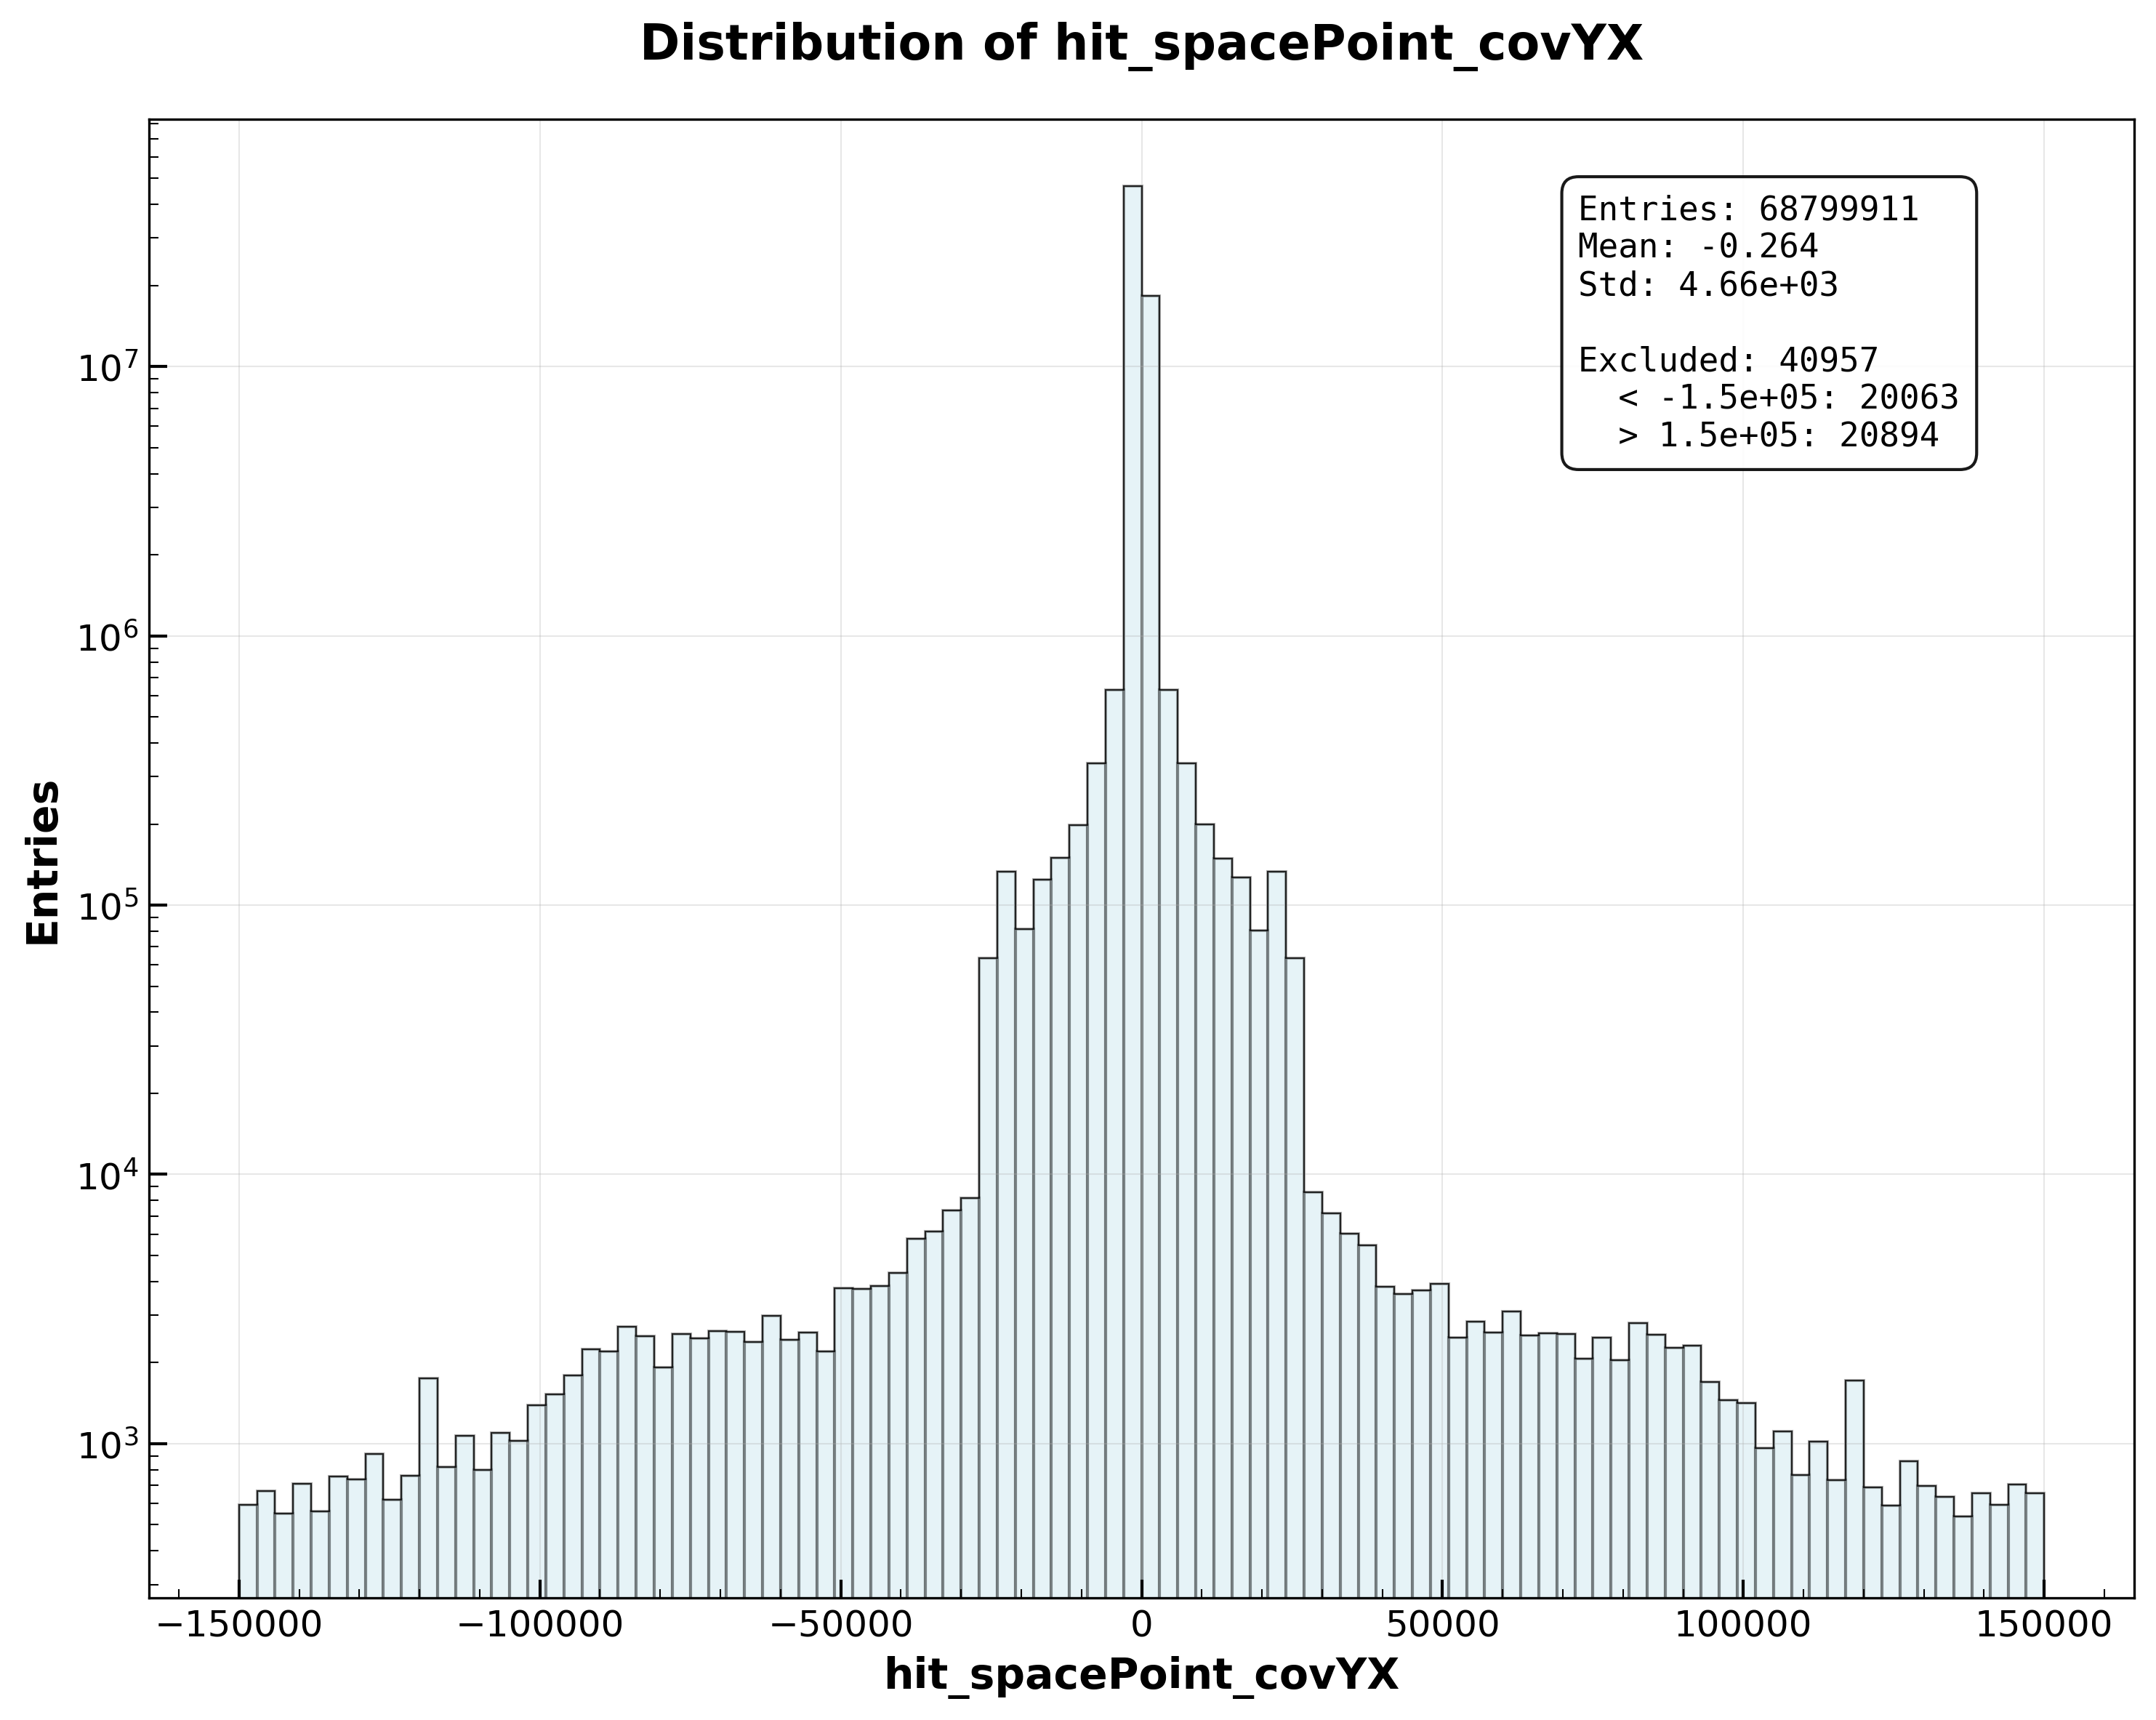 Distribution of hit_spacePoint_covYX
Entries: 68799911
Mean: -0.264
Std: 4.66e+03
Excluded: 40957
< -1.5e+05: 20063
> 1.5e+05: 20894
10^7
10^6
10^5
10^4
10^3
Entries
−150000 −100000 −50000 0 50000 100000 150000
hit_spacePoint_covYX